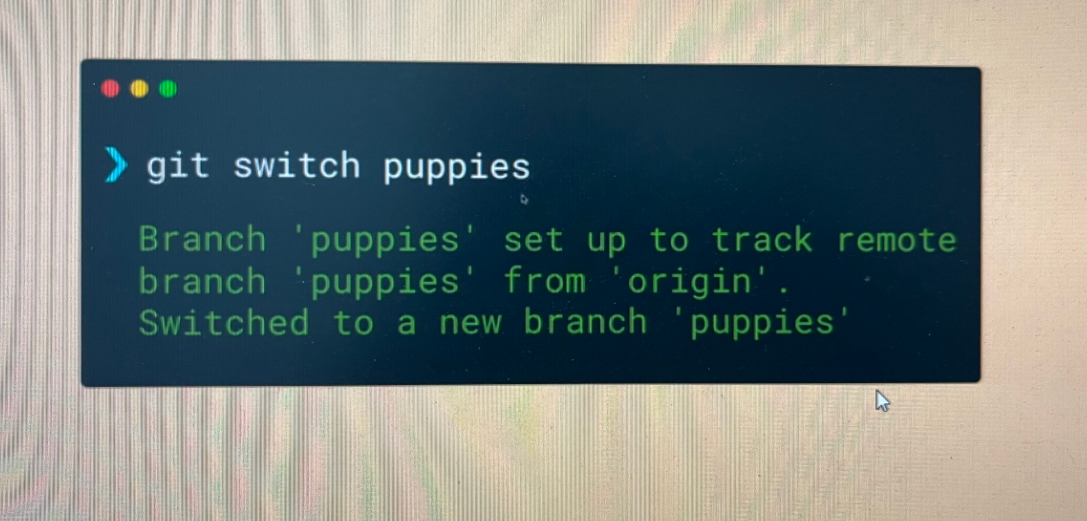 ❯ git switch puppies
Branch 'puppies' set up to track remote
branch 'puppies' from 'origin'.
Switched to a new branch 'puppies'